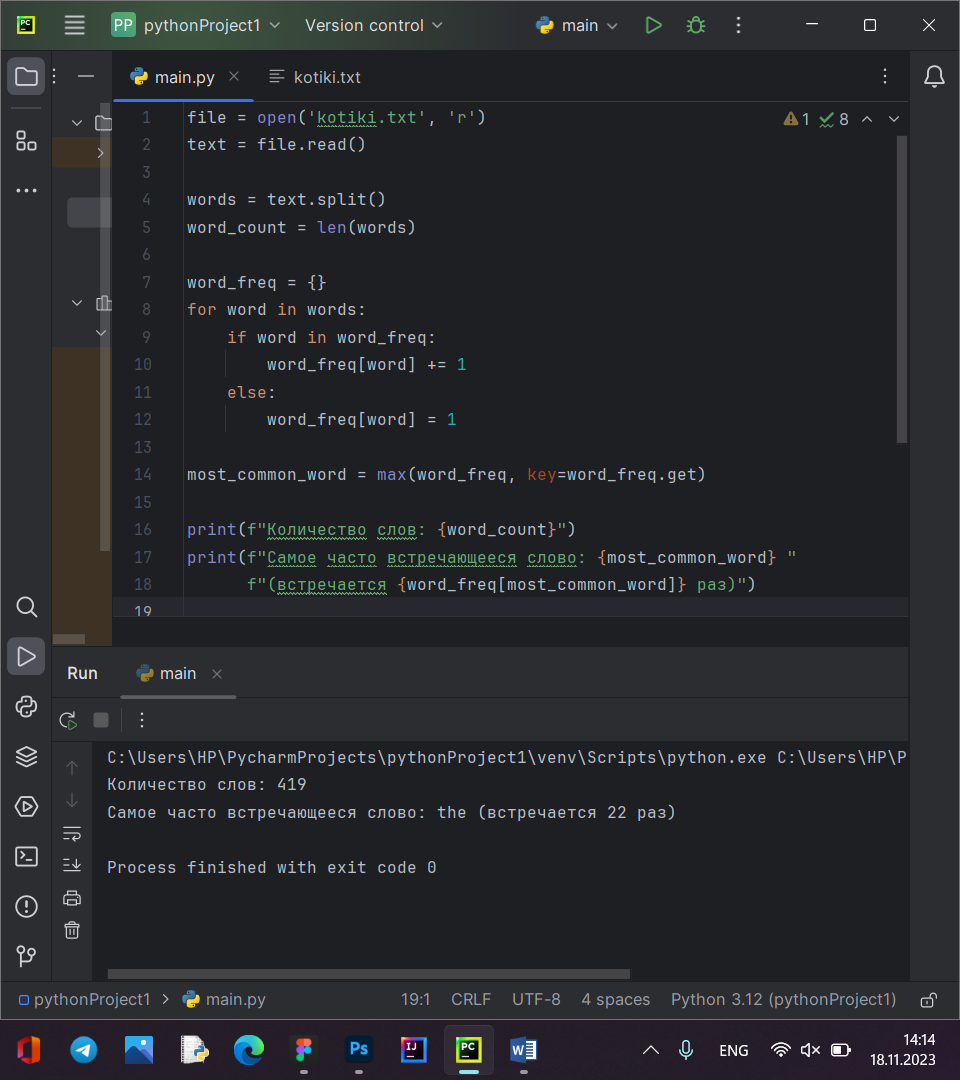 PC PP pythonProject1 Version control main
main.py kotiki.txt
1 file = open('kotiki.txt', 'r') 1 8
2 text = file.read()
3
4 words = text.split()
5 word_count = len(words)
6
7 word_freq = {}
8 for word in words:
9 if word in word_freq:
10 word_freq[word] += 1
11 else:
12 word_freq[word] = 1
13
14 most_common_word = max(word_freq, key=word_freq.get)
15
16 print(f"Количество слов: {word_count}")
17 print(f"Самое часто встречающееся слово: {most_common_word} "
18 f"(встречается {word_freq[most_common_word]} раз)")
19
Run main
C:\Users\HP\PycharmProjects\pythonProject1\venv\Scripts\python.exe C:\Users\HP\P
Количество слов: 419
Самое часто встречающееся слово: the (встречается 22 раз)
Process finished with exit code 0
pythonProject1 main.py 19:1 CRLF UTF-8 4 spaces Python 3.12 (pythonProject1)
Ps IJ PC W ENG 14:14
18.11.2023